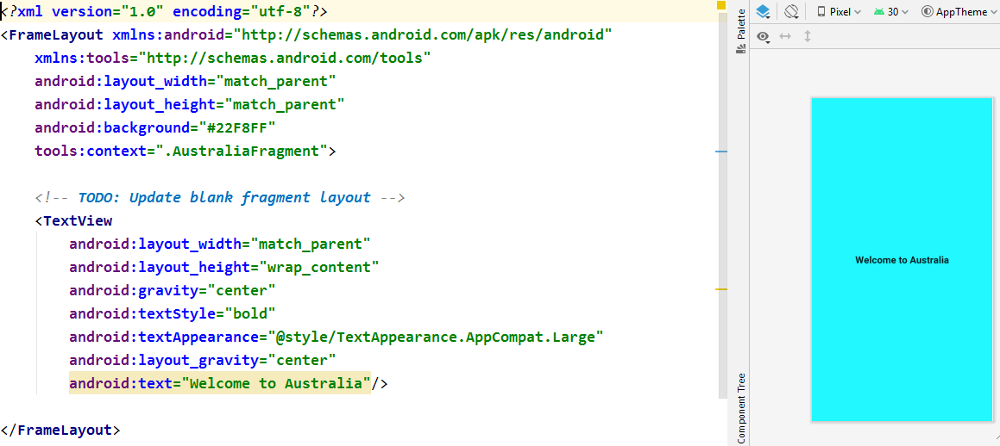 <?xml version="1.0" encoding="utf-8"?>
<FrameLayout xmlns:android="http://schemas.android.com/apk/res/android"
    xmlns:tools="http://schemas.android.com/tools"
    android:layout_width="match_parent"
    android:layout_height="match_parent"
    android:background="#22F8FF"
    tools:context=".AustraliaFragment">

    <!-- TODO: Update blank fragment layout -->
    <TextView
        android:layout_width="match_parent"
        android:layout_height="wrap_content"
        android:gravity="center"
        android:textStyle="bold"
        android:textAppearance="@style/TextAppearance.AppCompat.Large"
        android:layout_gravity="center"
        android:text="Welcome to Australia"/>

</FrameLayout>
Palette
Component Tree
Pixel 30 AppTheme
Welcome to Australia